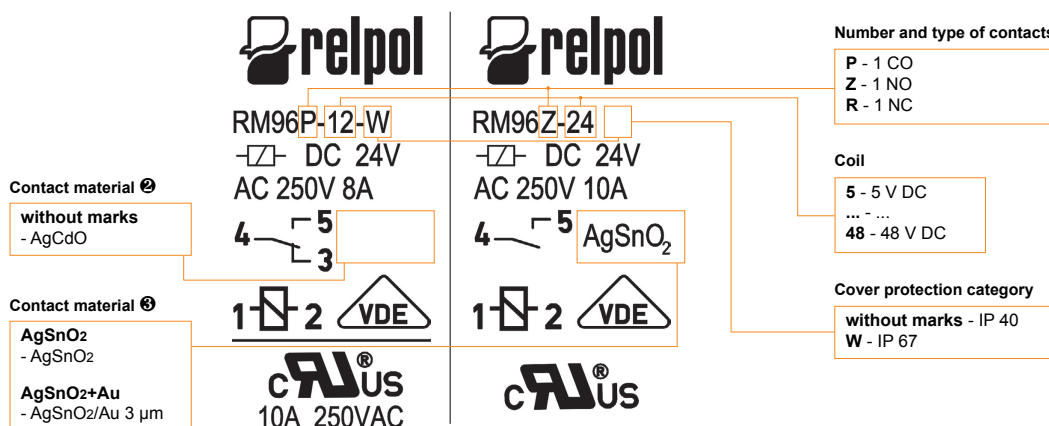 relpol
RM96P-12-W
DC 24V
AC 250V 8A
4 5
3
1 2 VDE
c RU ® US
10A 250VAC
relpol
RM96Z-24
DC 24V
AC 250V 10A
4 5 AgSnO₂
1 2 VDE
c RU ® US
Contact material ❷
without marks
- AgCdO
Contact material ❸
AgSnO2
- AgSnO2
AgSnO2+Au
- AgSnO2/Au 3 µm
Number and type of contacts
P - 1 CO
Z - 1 NO
R - 1 NC
Coil
5 - 5 V DC
... - ...
48 - 48 V DC
Cover protection category
without marks - IP 40
W - IP 67